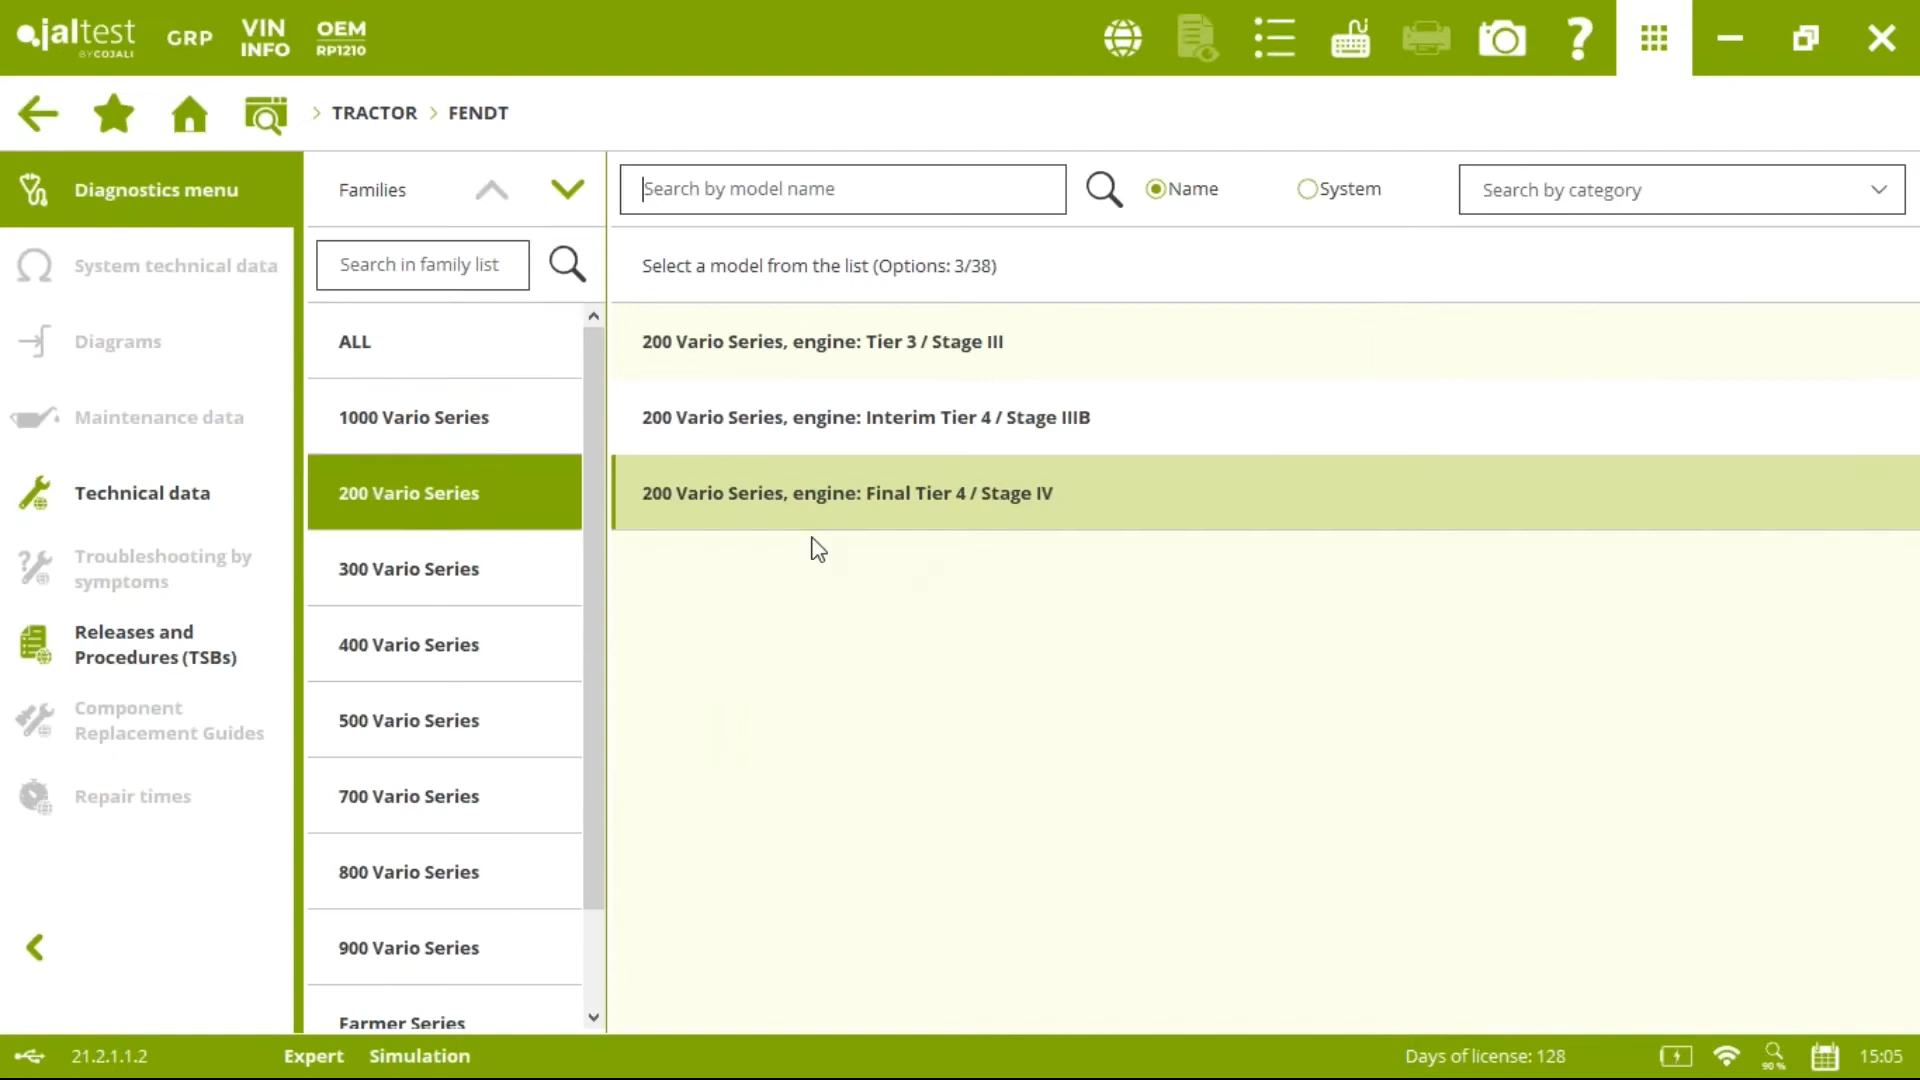 jaltest
BY COJALI
GRP
VIN
INFO
OEM
RP1210
?
> TRACTOR > FENDT
Diagnostics menu
System technical data
Diagrams
Maintenance data
Technical data
Troubleshooting by
symptoms
Releases and
Procedures (TSBs)
Component
Replacement Guides
Repair times
Families
Search in family list
ALL
1000 Vario Series
200 Vario Series
300 Vario Series
400 Vario Series
500 Vario Series
700 Vario Series
800 Vario Series
900 Vario Series
Farmer Series
Search by model name
Name
System
Search by category
Select a model from the list (Options: 3/38)
200 Vario Series, engine: Tier 3 / Stage III
200 Vario Series, engine: Interim Tier 4 / Stage IIIB
200 Vario Series, engine: Final Tier 4 / Stage IV
21.2.1.1.2
Expert
Simulation
Days of license: 128
90 %
15:05